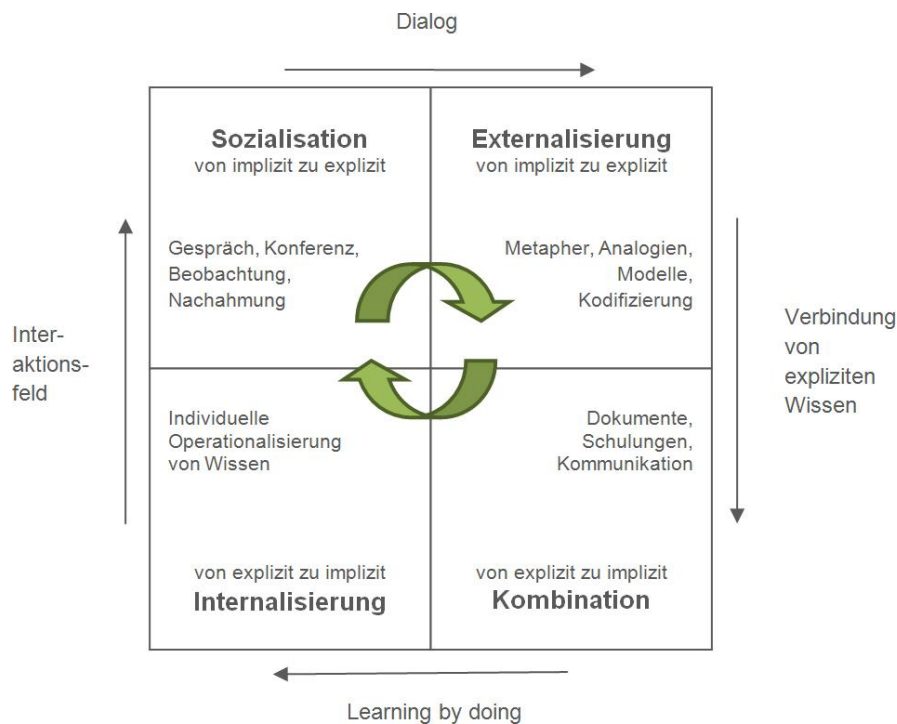 Dialog
Sozialisation
von implizit zu explizit
Gespräch, Konferenz,
Beobachtung,
Nachahmung
Externalisierung
von implizit zu explizit
Metapher, Analogien,
Modelle,
Kodifizierung
Inter-
aktions-
feld
Verbindung
von
expliziten
Wissen
Individuelle
Operationalisierung
von Wissen
von explizit zu implizit
Internalisierung
Dokumente,
Schulungen,
Kommunikation
von explizit zu implizit
Kombination
Learning by doing